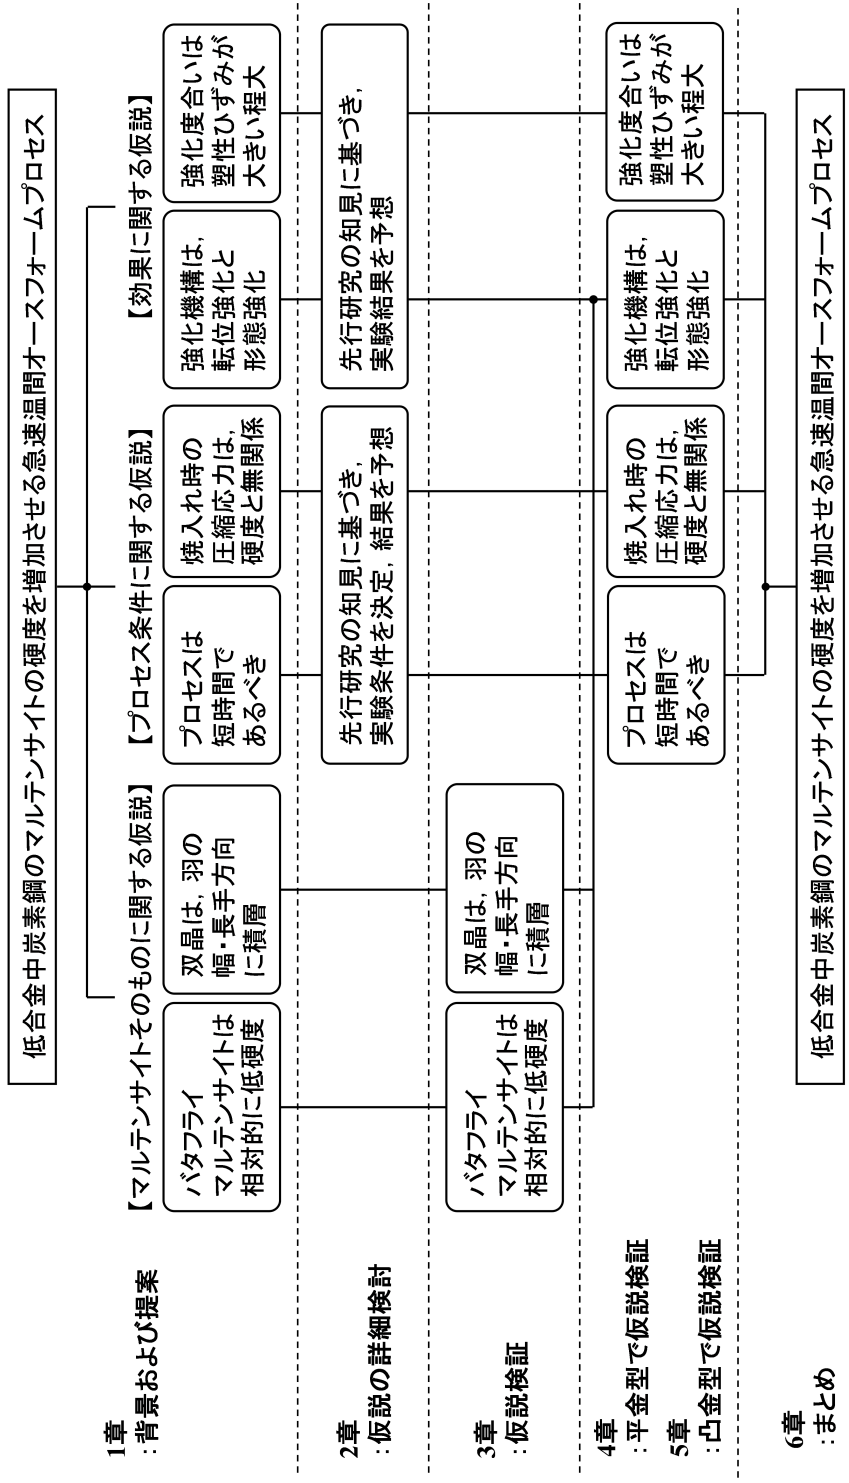 低合金中炭素鋼のマルテンサイトの硬度を増加させる急速温間オースフォームプロセス
1章
：背景および提案
【マルテンサイトそのものに関する仮説】
【プロセス条件に関する仮説】
【効果に関する仮説】
バタフライ
マルテンサイトは
相対的に低硬度
双晶は，羽の
幅・長手方向
に積層
プロセスは
短時間で
あるべき
焼入れ時の
圧縮応力は，
硬度と無関係
強化機構は，
転位強化と
形態強化
強化度合いは
塑性ひずみが
大きい程大
2章
：仮説の詳細検討
先行研究の知見に基づき，
実験条件を決定，結果を予想
先行研究の知見に基づき，
実験結果を予想
3章
：仮説検証
バタフライ
マルテンサイトは
相対的に低硬度
双晶は，羽の
幅・長手方向
に積層
4章
：平金型で仮説検証
5章
：凸金型で仮説検証
プロセスは
短時間で
あるべき
焼入れ時の
圧縮応力は，
硬度と無関係
強化機構は，
転位強化と
形態強化
強化度合いは
塑性ひずみが
大きい程大
6章
：まとめ
低合金中炭素鋼のマルテンサイトの硬度を増加させる急速温間オースフォームプロセス